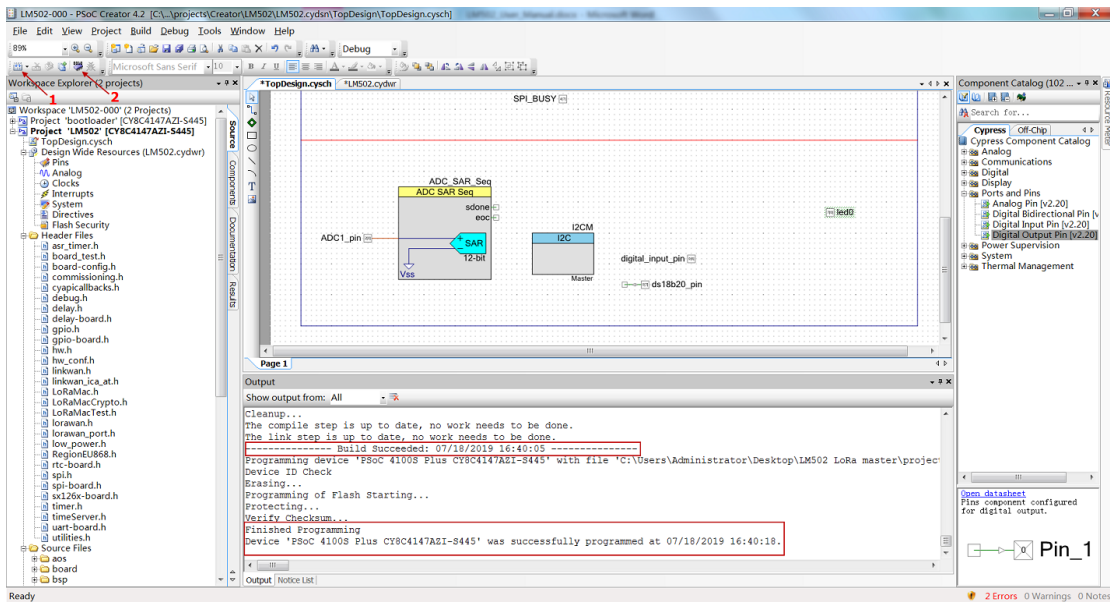 LM502-000 - PSoC Creator 4.2 [C:\...\projects\Creator\LM502\LM502.cydsn\TopDesign\TopDesign.cysch]
File Edit View Project Build Debug Tools Window Help
89% Debug
Microsoft Sans Serif 10 B I U
1 2
Workspace Explorer (2 projects)
Workspace 'LM502-000' (2 Projects)
Project 'bootloader' [CY8C4147AZI-S445]
Project 'LM502' [CY8C4147AZI-S445]
TopDesign.cysch
Design Wide Resources (LM502.cydwr)
Pins
Analog
Clocks
Interrupts
System
Directives
Flash Security
Header Files
asr_timer.h
board_test.h
board-config.h
commissioning.h
cyapicallbacks.h
debug.h
delay.h
delay-board.h
gpio.h
gpio-board.h
hw.h
hw_conf.h
linkwan.h
linkwan_ica_at.h
LoRaMac.h
LoRaMacCrypto.h
LoRaMacTest.h
lorawan.h
lorawan_port.h
low_power.h
RegionEU868.h
rtc-board.h
spi.h
spi-board.h
sx126x-board.h
timer.h
timeServer.h
uart-board.h
utilities.h
Source Files
aos
board
bsp
Source
Components
Documentation
Results
*TopDesign.cysch *LM502.cydwr
SPI_BUSY
ADC_SAR_Seq
ADC SAR Seq
sdone
eoc
ADC1_pin
SAR
12-bit
Vss
I2CM
I2C
Master
digital_input_pin
ds18b20_pin
led0
Page 1
Output
Show output from: All
Cleanup...
The compile step is up to date, no work needs to be done.
The link step is up to date, no work needs to be done.
--------------- Build Succeeded: 07/18/2019 16:40:05 ---------------
Programming device 'PSoC 4100S Plus CY8C4147AZI-S445' with file 'C:\Users\Administrator\Desktop\LM502 LoRa master\projec
Device ID Check
Erasing...
Programming of Flash Starting...
Protecting...
Verify Checksum...
Finished Programming
Device 'PSoC 4100S Plus CY8C4147AZI-S445' was successfully programmed at 07/18/2019 16:40:18.
Output Notice List
Component Catalog (102 ...
Search for...
Cypress Off-Chip
Cypress Component Catalog
Analog
Communications
Digital
Display
Ports and Pins
Analog Pin [v2.20]
Digital Bidirectional Pin [v
Digital Input Pin [v2.20]
Digital Output Pin [v2.20]
Power Supervision
System
Thermal Management
Resource Meter
Open datasheet
Pins component configured
for digital output.
Pin_1
Ready
2 Errors 0 Warnings 0 Notes